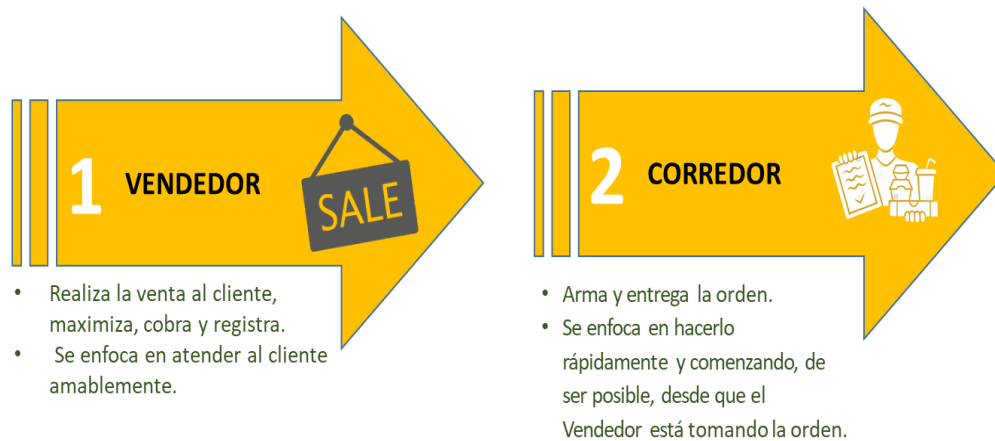 1 VENDEDOR
SALE
• Realiza la venta al cliente,
maximiza, cobra y registra.
• Se enfoca en atender al cliente
amablemente.
2 CORREDOR
• Arma y entrega la orden.
• Se enfoca en hacerlo
rápidamente y comenzando, de
ser posible, desde que el
Vendedor está tomando la orden.